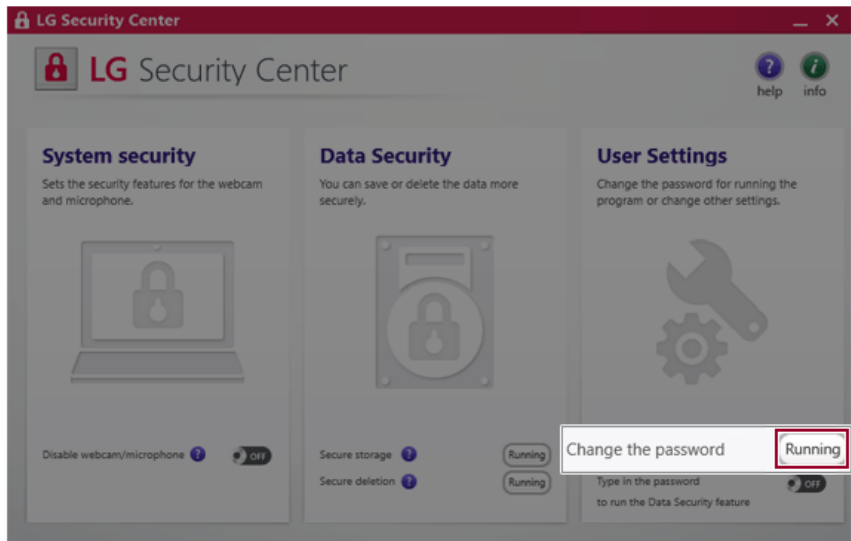 LG Security Center
LG Security Center
help
info
System security
Sets the security features for the webcam
and microphone.
Disable webcam/microphone ?
OFF
Data Security
You can save or delete the data more
securely.
Secure storage ?
Running
Secure deletion ?
Running
User Settings
Change the password for running the
program or change other settings.
Change the password
Running
Type in the password
to run the Data Security feature
OFF